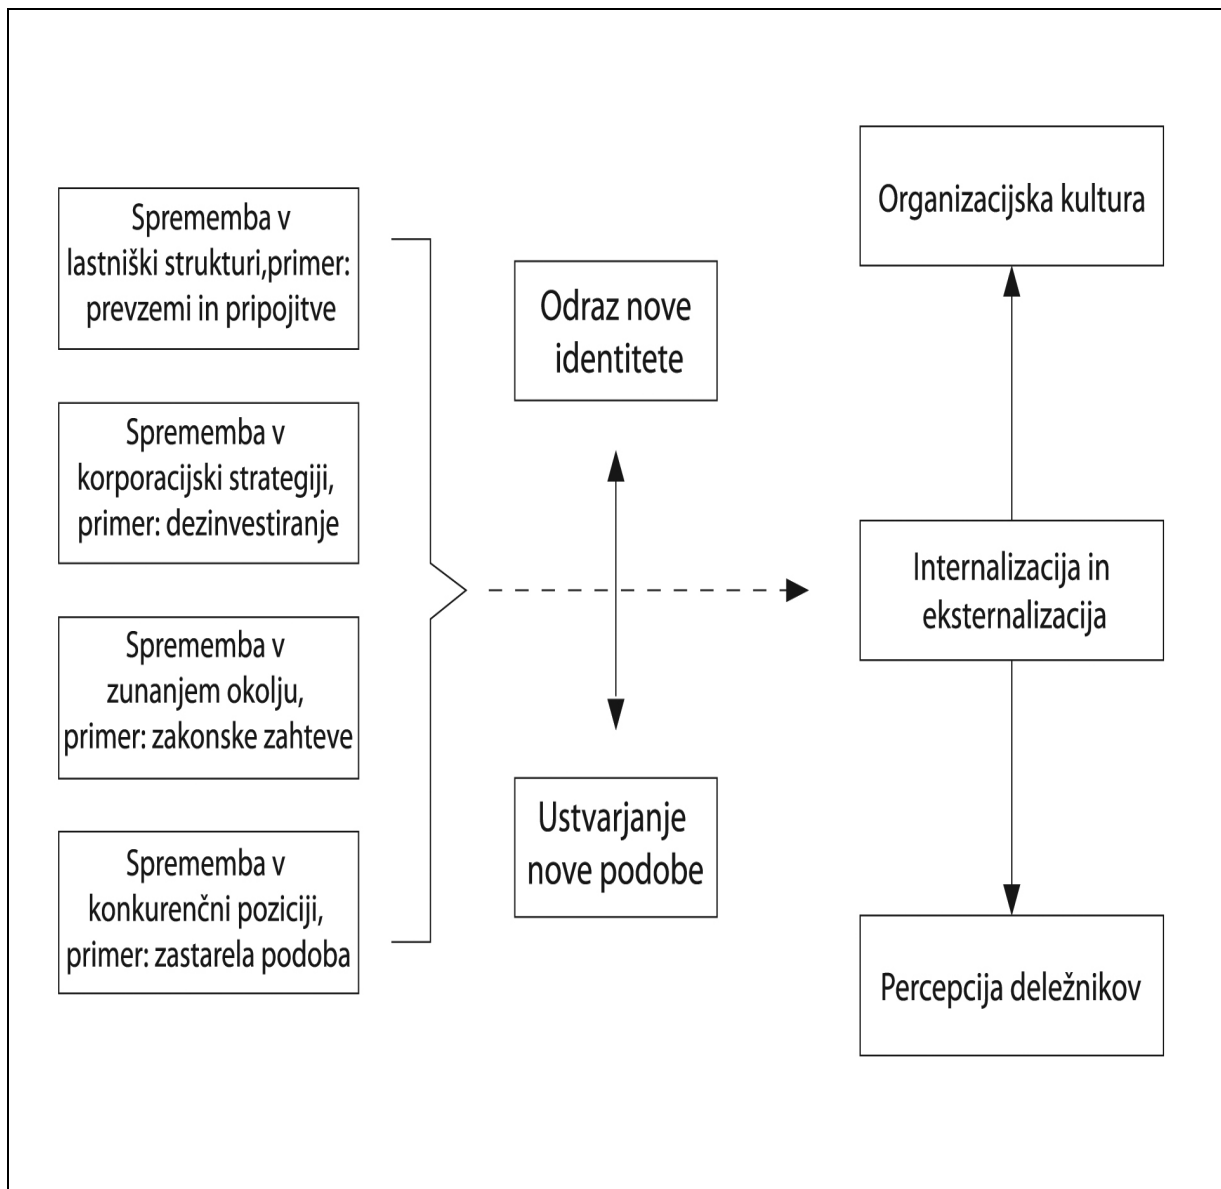 Sprememba v
lastniški strukturi,primer:
prevzemi in pripojitve
Sprememba v
korporacijski strategiji,
primer: dezinvestiranje
Sprememba v
zunanjem okolju,
primer: zakonske zahteve
Sprememba v
konkurenčni poziciji,
primer: zastarela podoba
Odraz nove
identitete
Ustvarjanje
nove podobe
Organizacijska kultura
Internalizacija in
eksternalizacija
Percepcija deležnikov